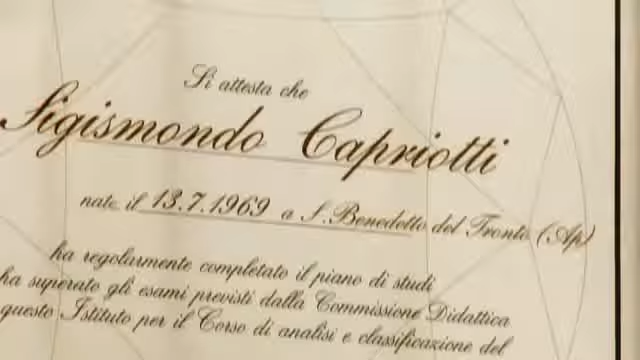 Si attesta che
Sigismondo Capriotti
nato il 13.7.1969 a S. Benedetto del Tronto (Ap)
ha regolarmente completato il piano di studi
ha superato gli esami previsti dalla Commissione Didattica
questo Istituto per il Corso di analisi e classificazione del